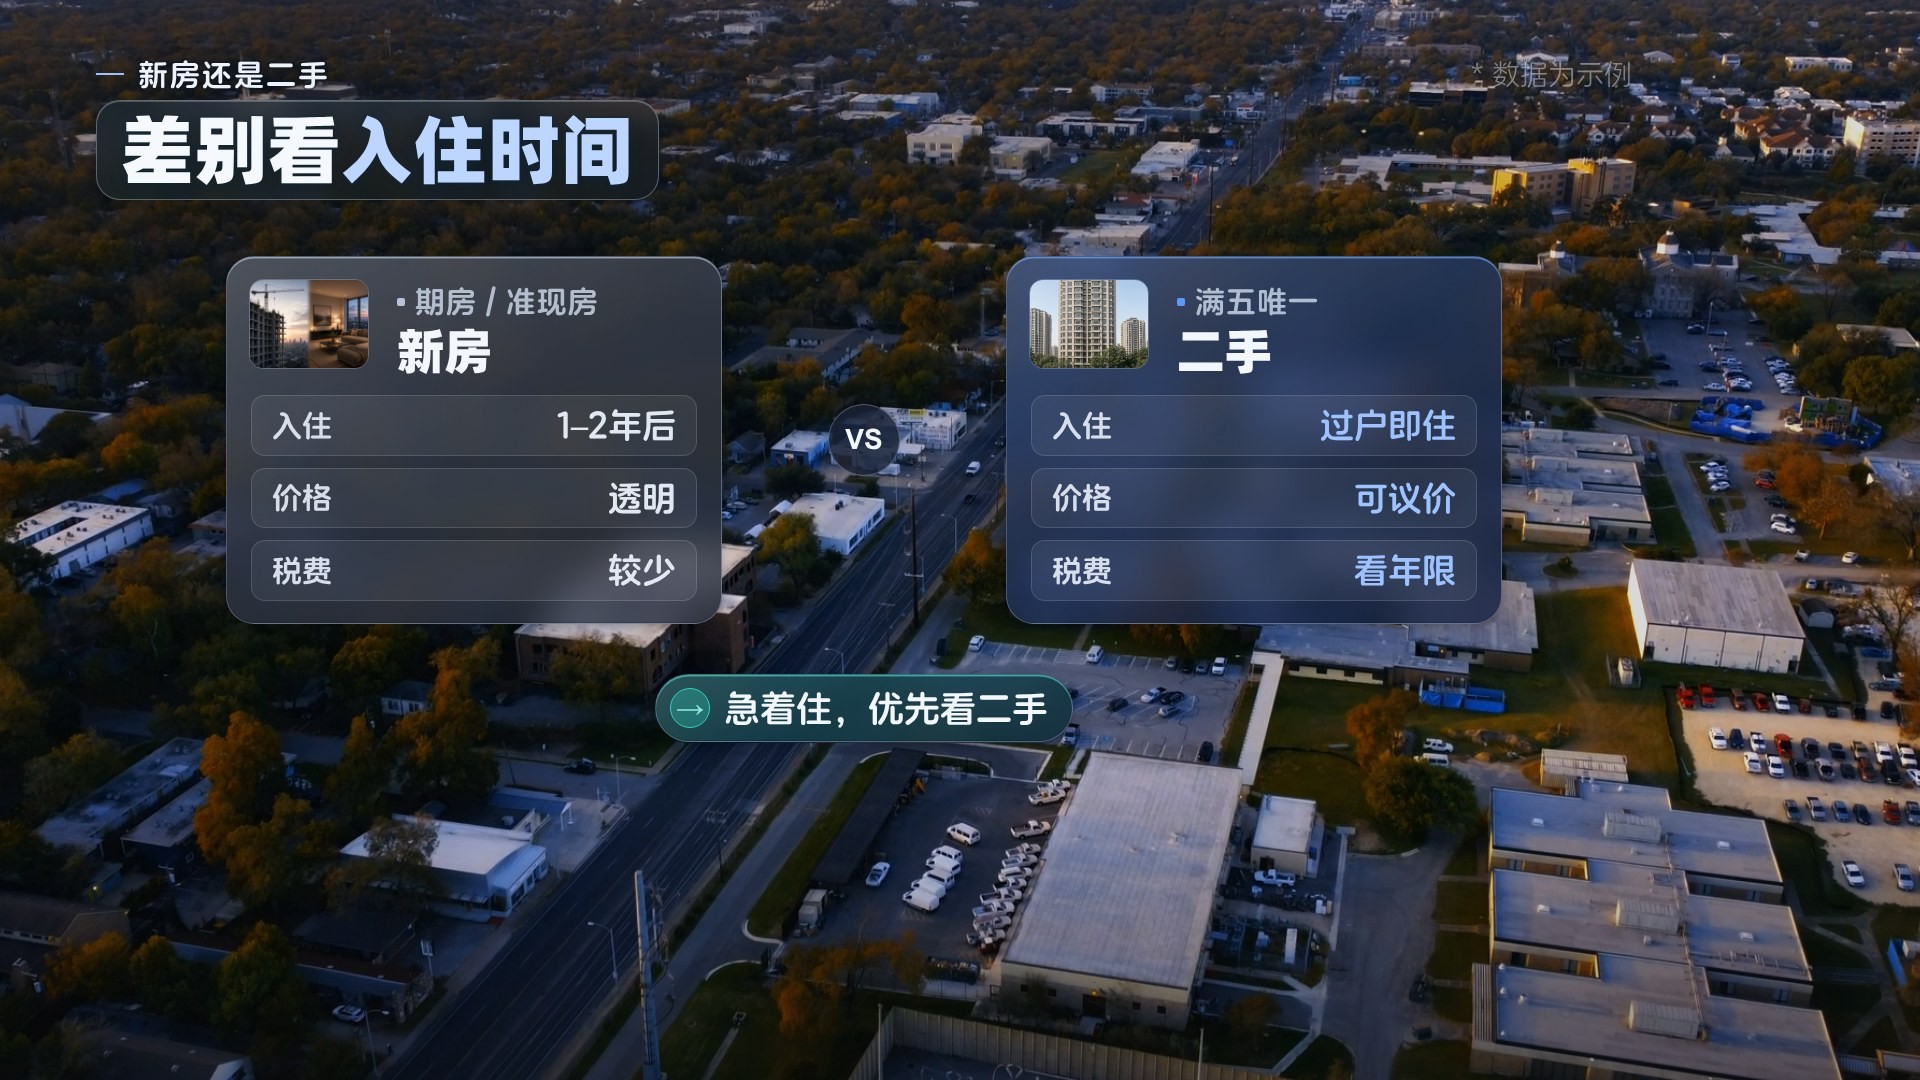 新房还是二手
* 数据为示例
差别看入住时间
期房 / 准现房
新房
入住 1–2年后
价格 透明
税费 较少
VS
满五唯一
二手
入住 过户即住
价格 可议价
税费 看年限
急着住，优先看二手